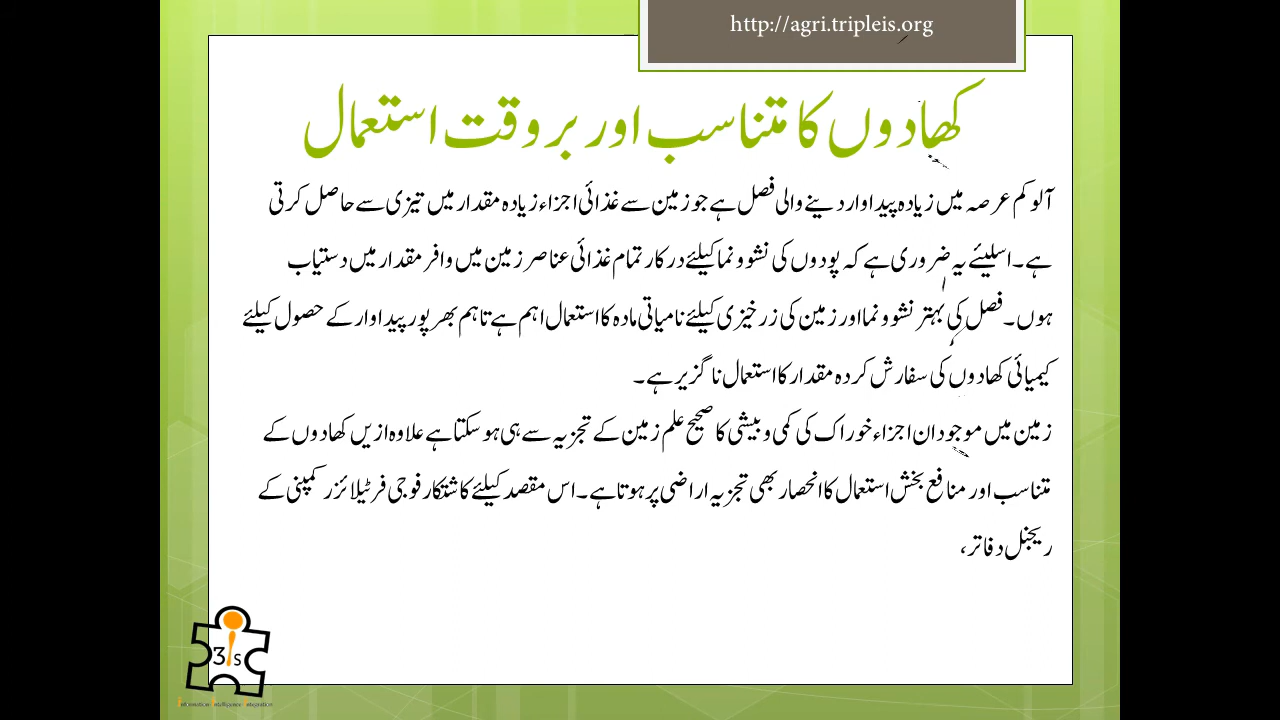 http://agri.tripleis.org
کھادوں کا متناسب اور بروقت استعمال
آلو کم عرصہ میں زیادہ پیداوار دینے والی فصل ہے جو زمین سے غذائی اجزاء زیادہ مقدار میں تیزی سے حاصل کرتی
ہے۔ اسلیئے یہ ضروری ہے کہ پودوں کی نشوونما کیلئے درکار تمام غذائی عناصر زمین میں وافر مقدار میں دستیاب
ہوں۔ فصل کی بہتر نشوونما اور زمین کی زرخیزی کیلئے نامیاتی مادہ کا استعمال اہم ہے تاہم بھرپور پیداوار کے حصول کیلئے
کیمیائی کھادوں کی سفارش کردہ مقدار کا استعمال ناگزیر ہے۔
زمین میں موجود ان اجزاء خوراک کی کمی و بیشی کا صحیح علم زمین کے تجزیہ سے ہی ہو سکتا ہے علاوہ ازیں کھادوں کے
متناسب اور منافع بخش استعمال کا انحصار بھی تجزیہ اراضی پر ہوتا ہے۔ اس مقصد کیلئے کاشتکار فوجی فرٹیلائزر کمپنی کے
ریجنل دفاتر،
3is
Information Intelligence Integration